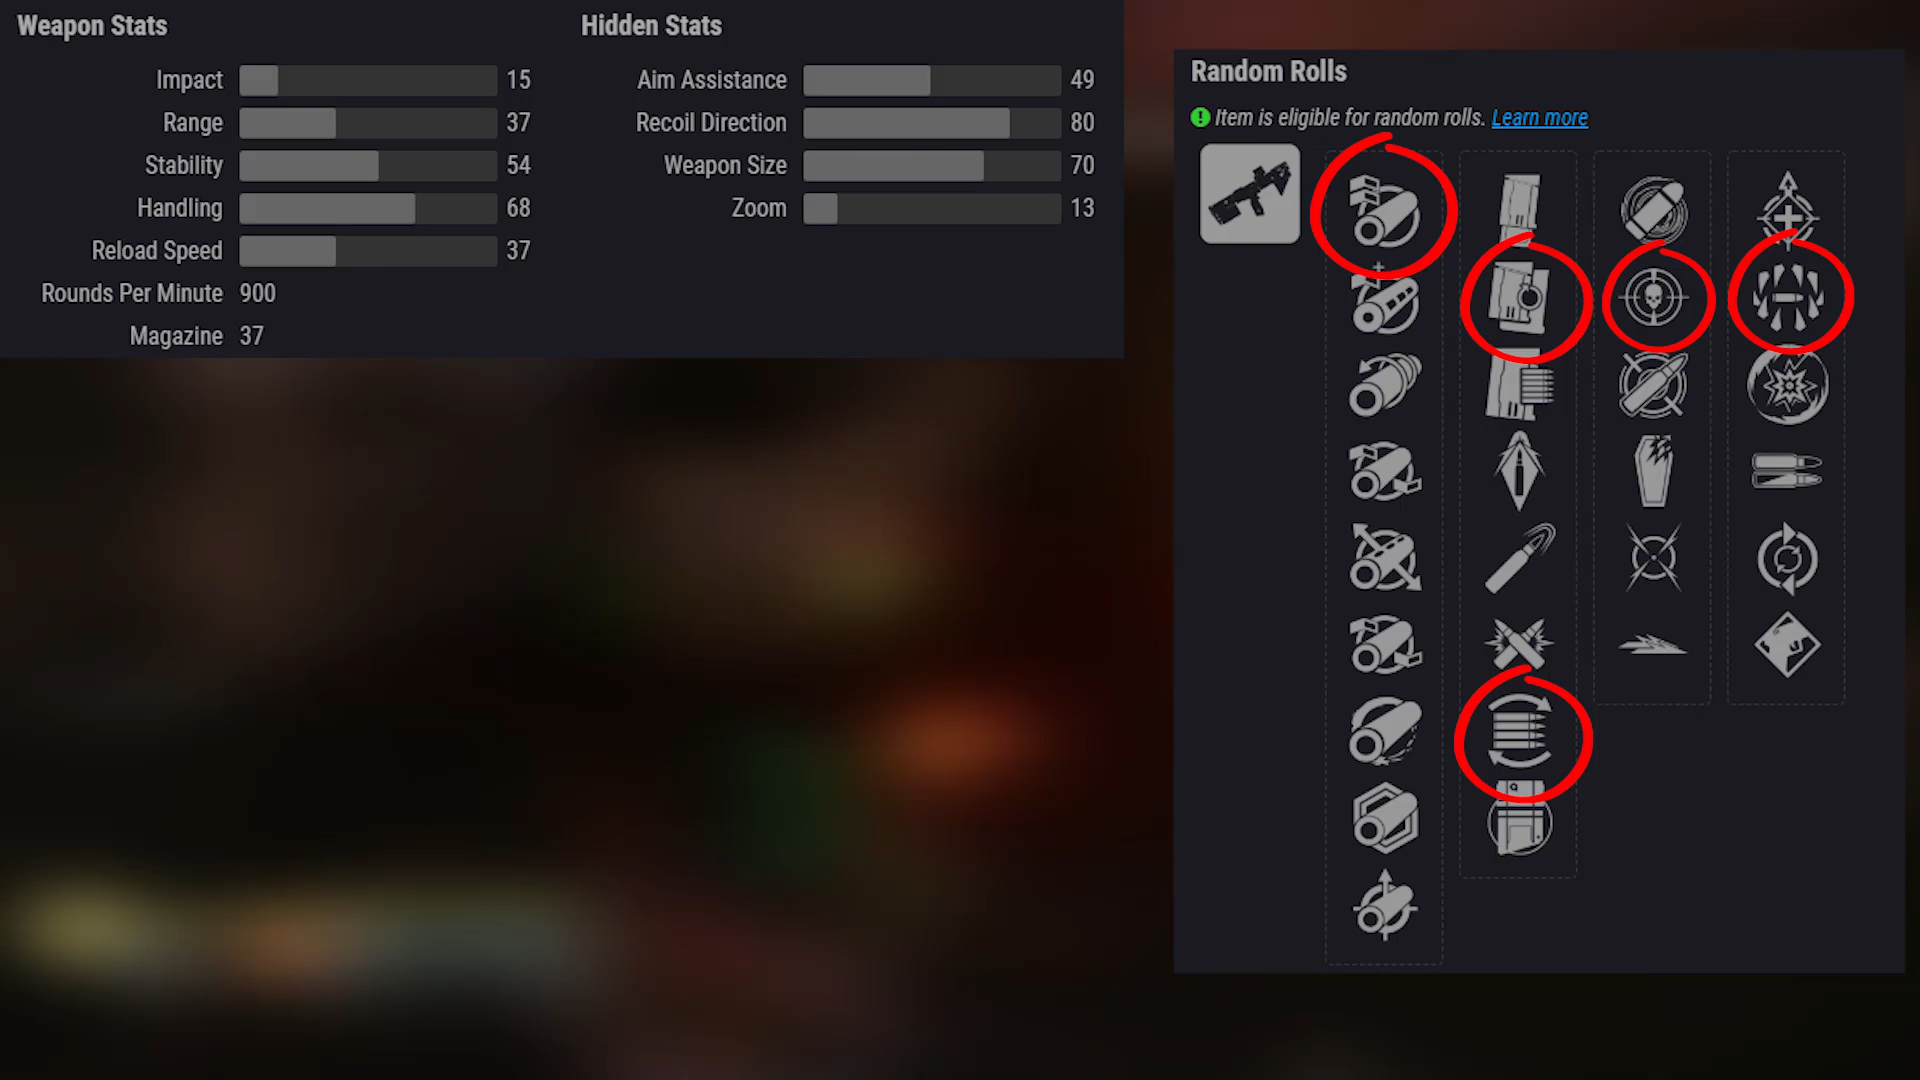 Weapon Stats
Impact 15
Range 37
Stability 54
Handling 68
Reload Speed 37
Rounds Per Minute 900
Magazine 37
Hidden Stats
Aim Assistance 49
Recoil Direction 80
Weapon Size 70
Zoom 13
Random Rolls
Item is eligible for random rolls. Learn more